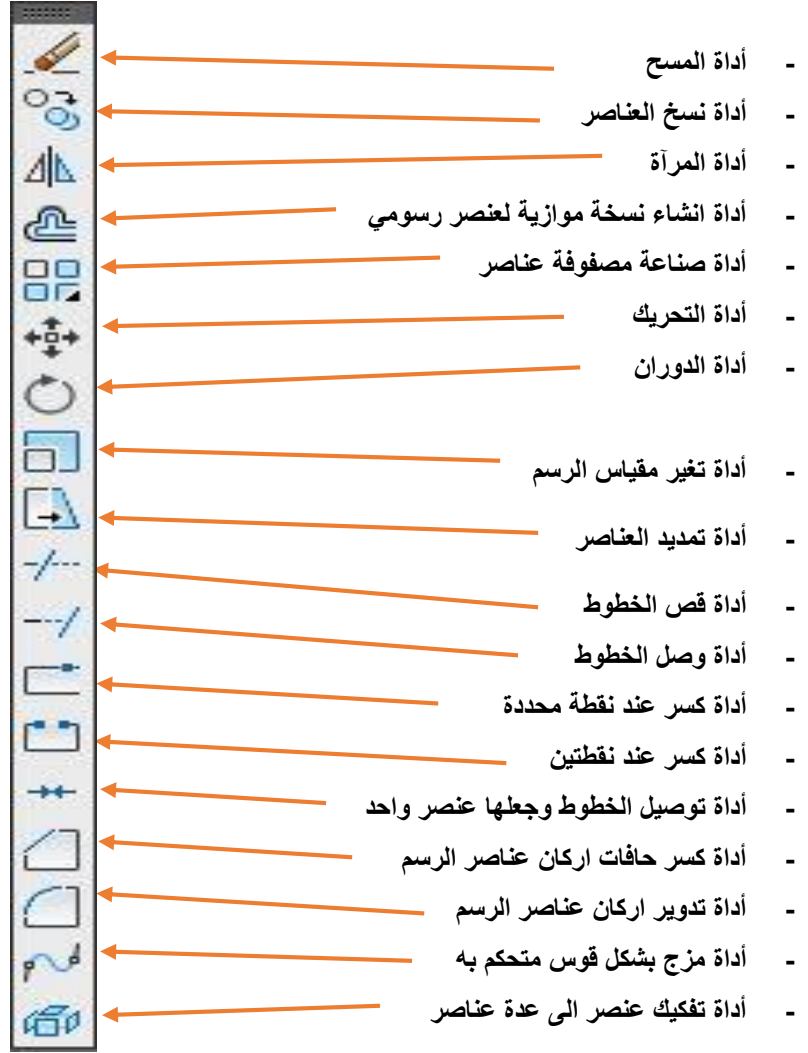 - أداة المسح
- أداة نسخ العناصر
- أداة المرآة
- أداة انشاء نسخة موازية لعنصر رسومي
- أداة صناعة مصفوفة عناصر
- أداة التحريك
- أداة الدوران
- أداة تغير مقياس الرسم
- أداة تمديد العناصر
- أداة قص الخطوط
- أداة وصل الخطوط
- أداة كسر عند نقطة محددة
- أداة كسر عند نقطتين
- أداة توصيل الخطوط وجعلها عنصر واحد
- أداة كسر حافات اركان عناصر الرسم
- أداة تدوير اركان عناصر الرسم
- أداة مزج بشكل قوس متحكم به
- أداة تفكيك عنصر الى عدة عناصر